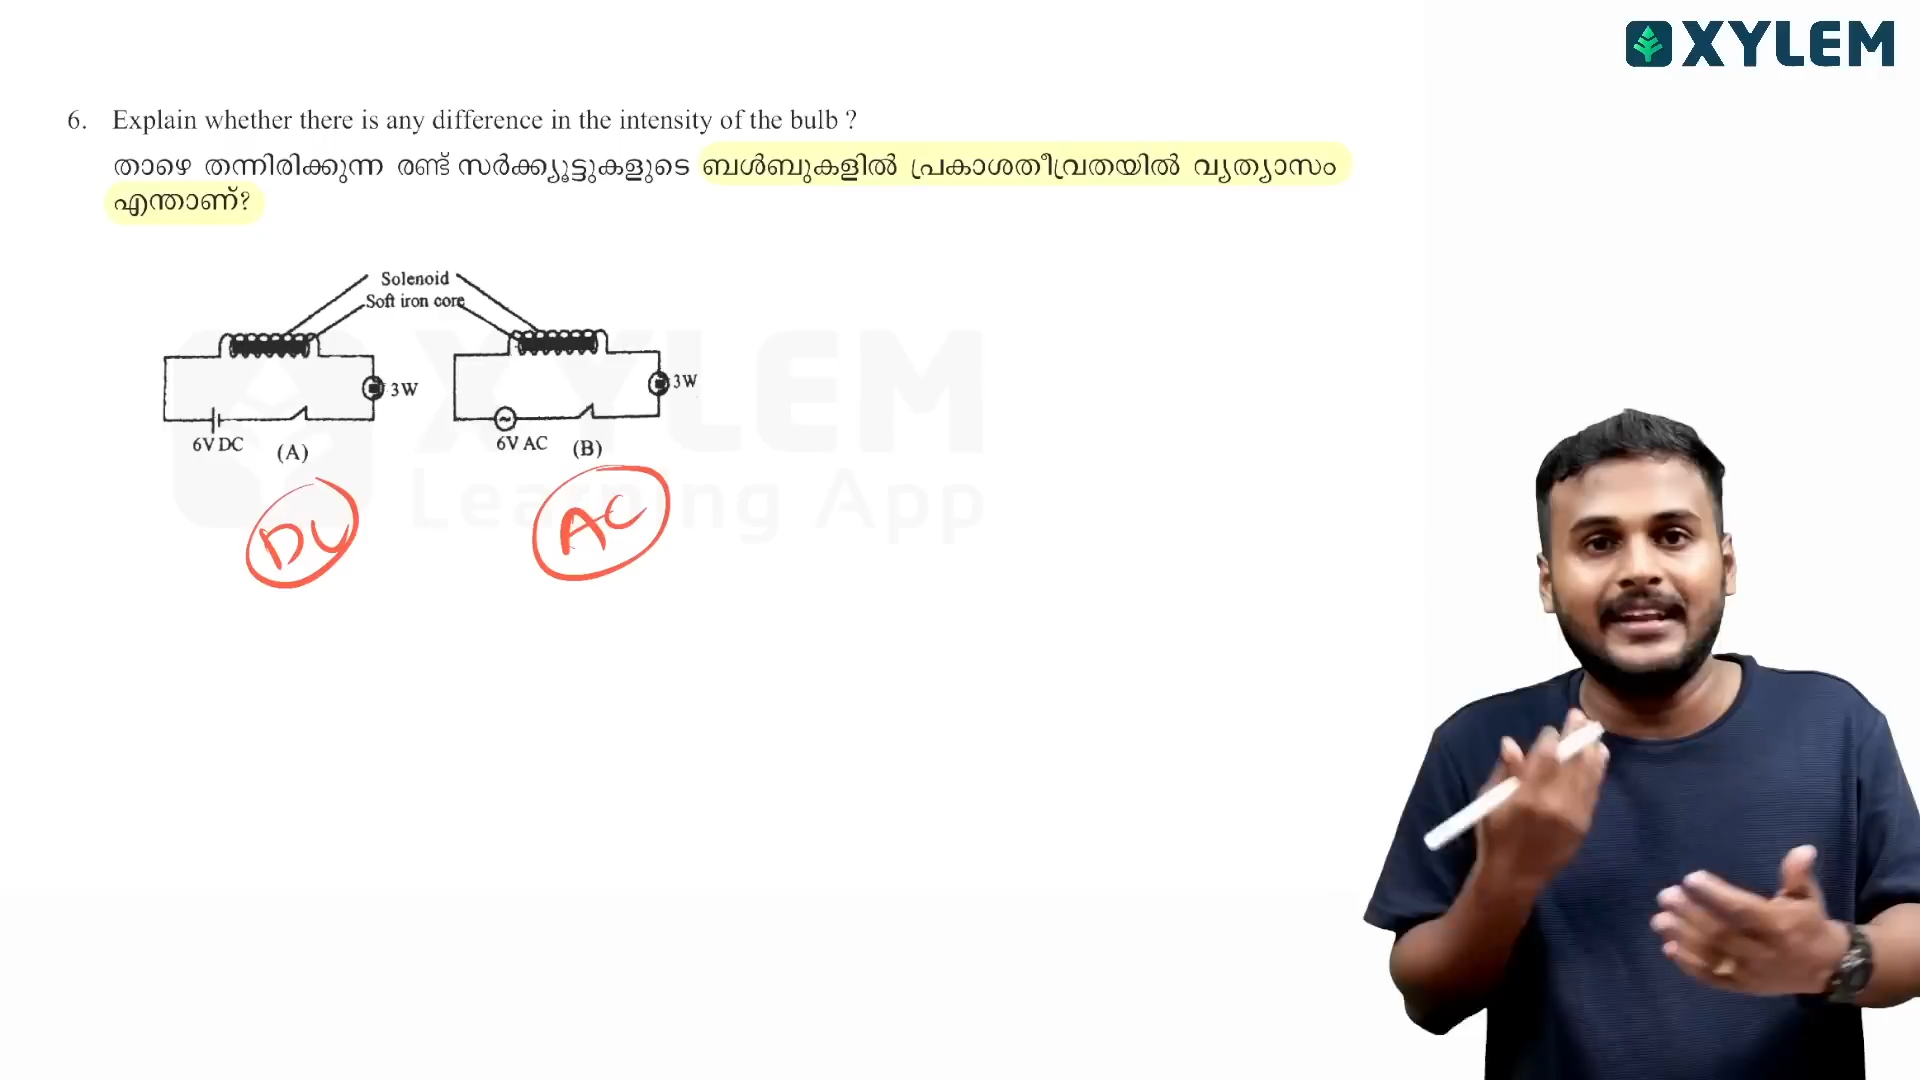 XYLEM
6. Explain whether there is any difference in the intensity of the bulb ?
താഴെ തന്നിരിക്കുന്ന രണ്ട് സർക്ക്യൂട്ടുകളുടെ ബൾബുകളിൽ പ്രകാശതീവ്രതയിൽ വ്യത്യാസം
എന്താണ്?
Solenoid
Soft iron core
3W
3W
6V DC
(A)
6V AC
(B)
DC
AC
XYLEM
Learning App